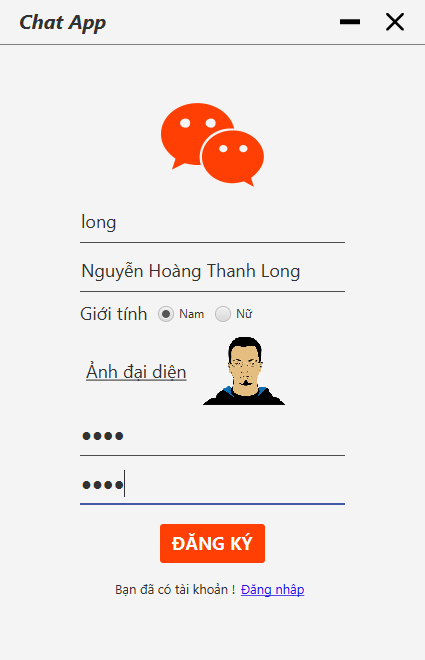 Chat App
long
Nguyễn Hoàng Thanh Long
Giới tính Nam Nữ
Ảnh đại diện
●●●●
●●●●
ĐĂNG KÝ
Bạn đã có tài khoản ! Đăng nhập